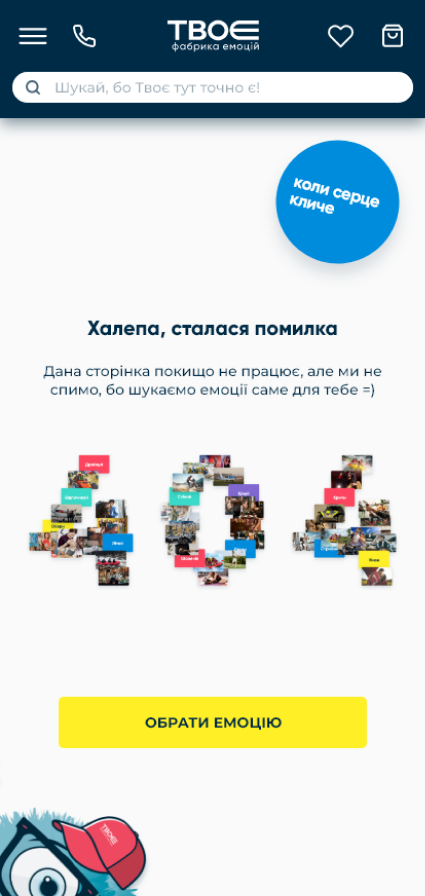 ТВОЄ
фабрика емоцій
Шукай, бо Твоє тут точно є!
коли серце
кличе
Халепа, сталася помилка
Дана сторінка покищо не працює, але ми не
спимо, бо шукаємо емоції саме для тебе =)
ОБРАТИ ЕМОЦІЮ
ТВОЄ